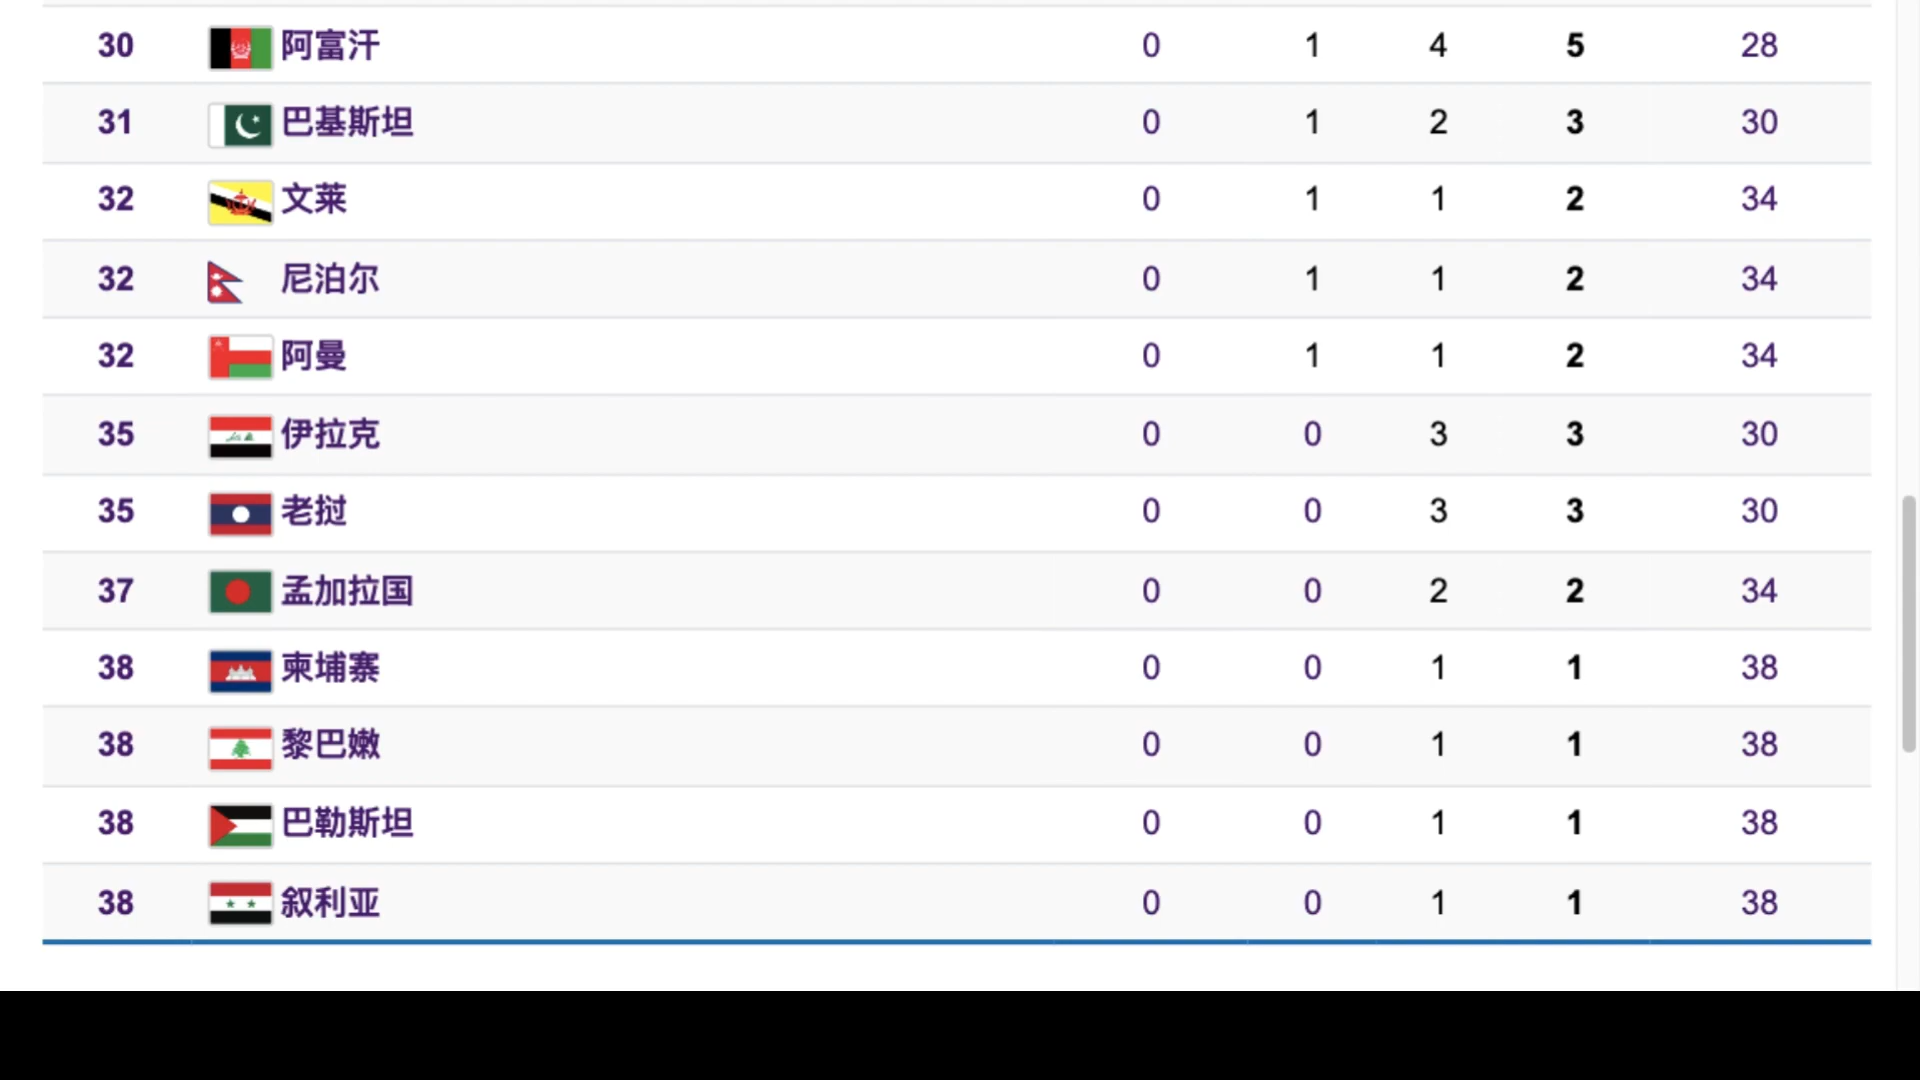 30 阿富汗 0 1 4 5 28
31 巴基斯坦 0 1 2 3 30
32 文莱 0 1 1 2 34
32 尼泊尔 0 1 1 2 34
32 阿曼 0 1 1 2 34
35 伊拉克 0 0 3 3 30
35 老挝 0 0 3 3 30
37 孟加拉国 0 0 2 2 34
38 柬埔寨 0 0 1 1 38
38 黎巴嫩 0 0 1 1 38
38 巴勒斯坦 0 0 1 1 38
38 叙利亚 0 0 1 1 38